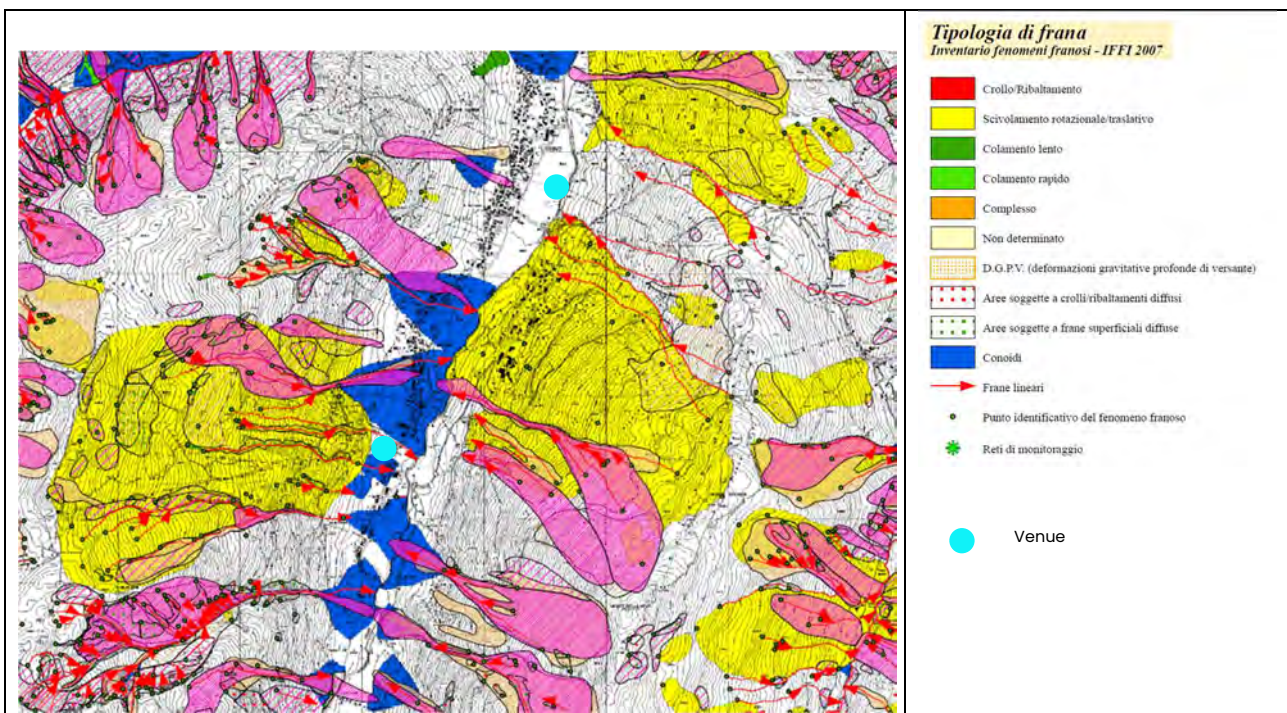 Tipologia di frana
Inventario fenomeni franosi - IFFI 2007
Crollo/Ribaltamento
Scivolamento rotazionale/traslativo
Colamento lento
Colamento rapido
Complesso
Non determinato
D.G.P.V. (deformazioni gravitative profonde di versante)
Aree soggette a crolli/ribaltamenti diffusi
Aree soggette a frane superficiali diffuse
Conoidi
Frane lineari
Punto identificativo del fenomeno franoso
Reti di monitoraggio
Venue